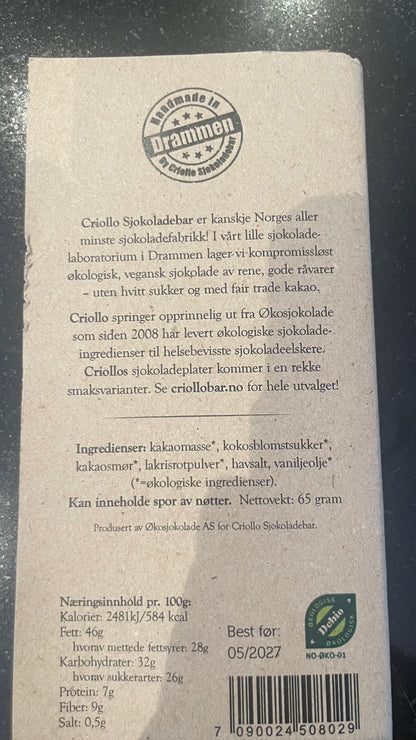 Handmade in
Drammen
By Criollo Sjokoladebar
Criollo Sjokoladebar er kanskje Norges aller
minste sjokoladefabrikk! I vårt lille sjokolade-
laboratorium i Drammen lager vi kompromissløst
økologisk, vegansk sjokolade av rene, gode råvarer
– uten hvitt sukker og med fair trade kakao.
Criollo springer opprinnelig ut fra Økosjokolade
som siden 2008 har levert økologiske sjokolade-
ingredienser til helsebevisste sjokoladeelskere.
Criollos sjokoladeplater kommer i en rekke
smaksvarianter. Se criollobar.no for hele utvalget!
Ingredienser: kakaomasse*, kokosblomstsukker*,
kakaosmør*, lakrisrotpulver*, havsalt, vaniljeolje*
(*=økologiske ingredienser).
Kan inneholde spor av nøtter. Nettovekt: 65 gram
Produsert av Økosjokolade AS for Criollo Sjokoladebar.
Næringsinnhold pr. 100g:
Kalorier: 2481kJ/584 kcal
Fett: 46g
hvorav mettede fettsyrer: 28g
Karbohydrater: 32g
hvorav sukkerarter: 26g
Protein: 7g
Fiber: 9g
Salt: 0,5g
Best før:
05/2027
ØKOLOGISK
Debio
ØKOLOGISK
NO-ØKO-01
7 090024 508029